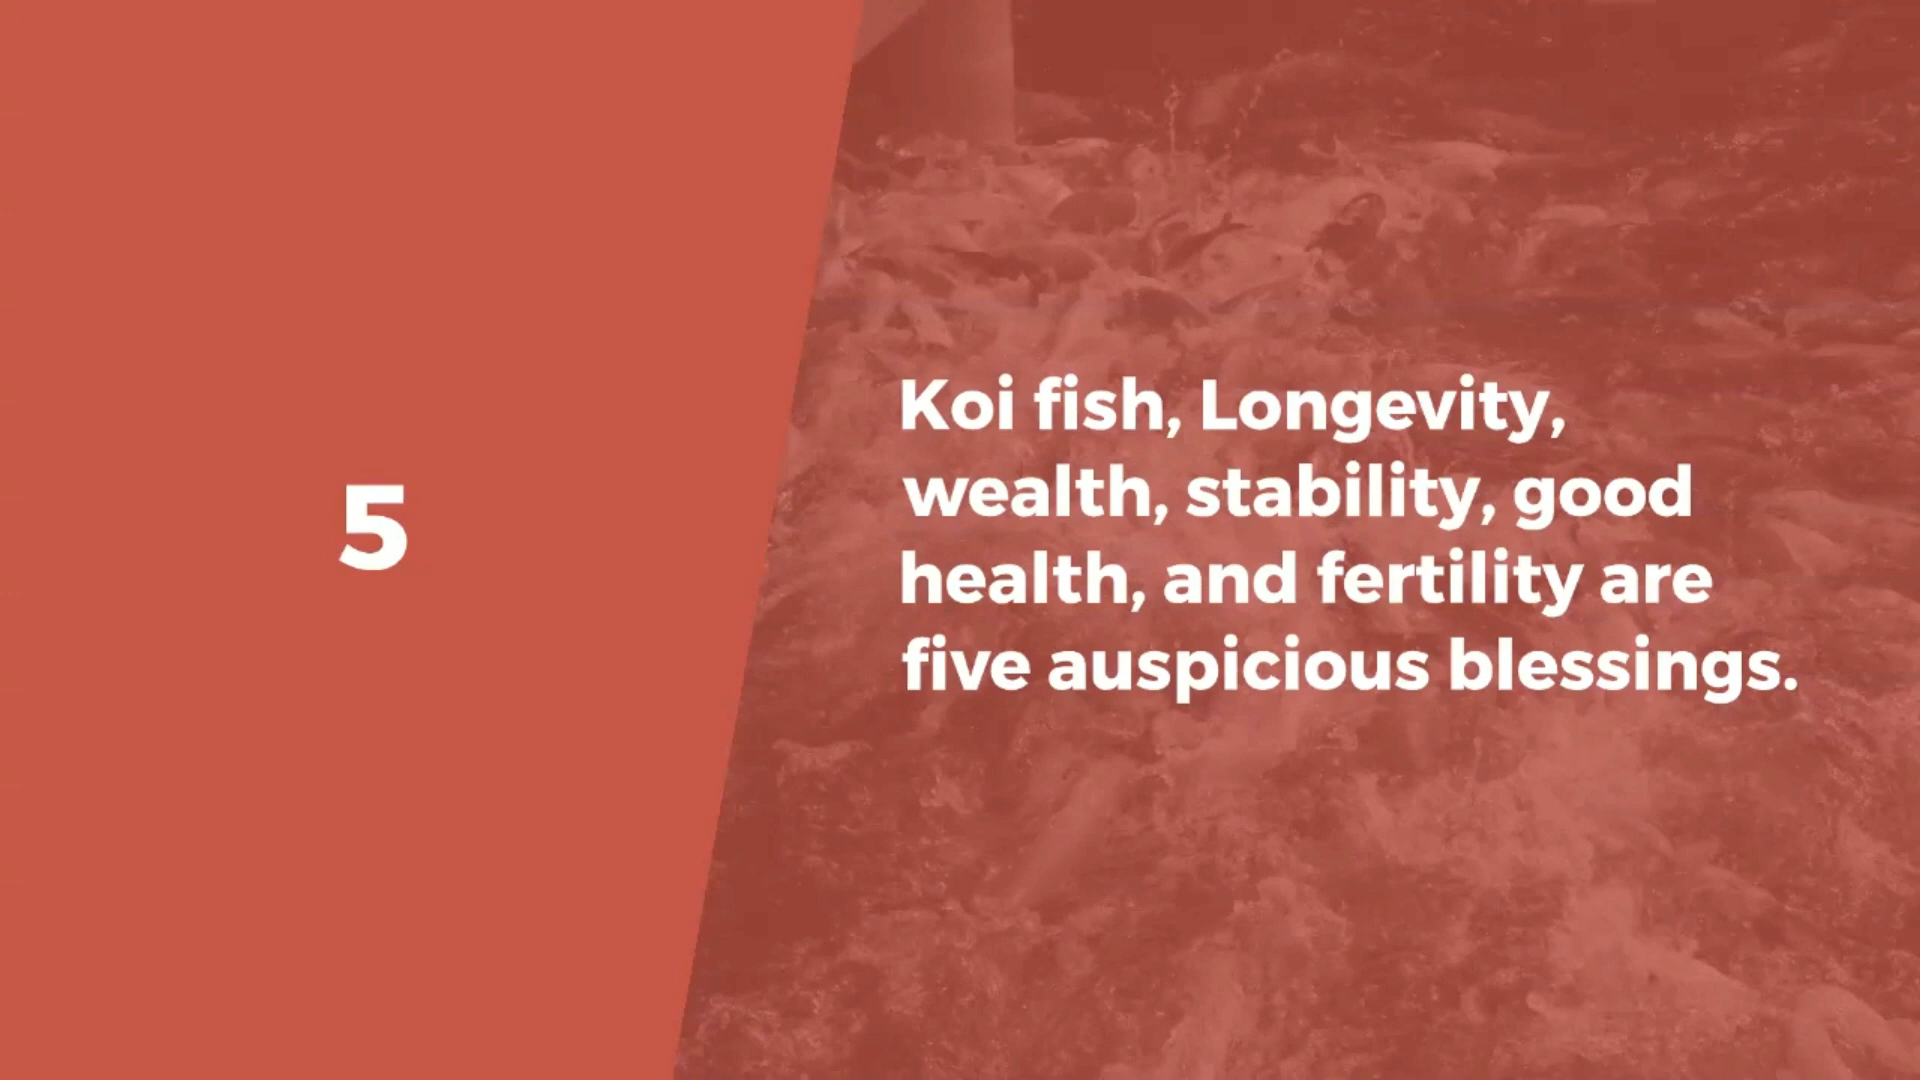 5
Koi fish, Longevity,
wealth, stability, good
health, and fertility are
five auspicious blessings.